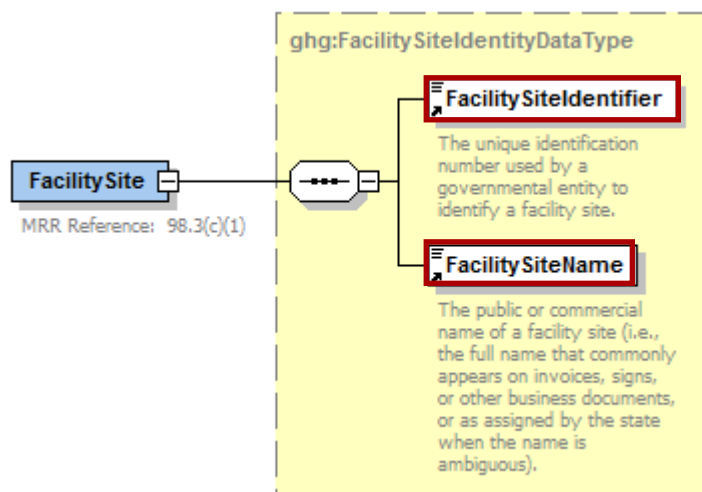 ghg:FacilitySiteIdentityDataType
FacilitySiteIdentifier
The unique identification
number used by a
governmental entity to
identify a facility site.
FacilitySite
MRR Reference: 98.3(c)(1)
FacilitySiteName
The public or commercial
name of a facility site (i.e.,
the full name that commonly
appears on invoices, signs,
or other business documents,
or as assigned by the state
when the name is
ambiguous).